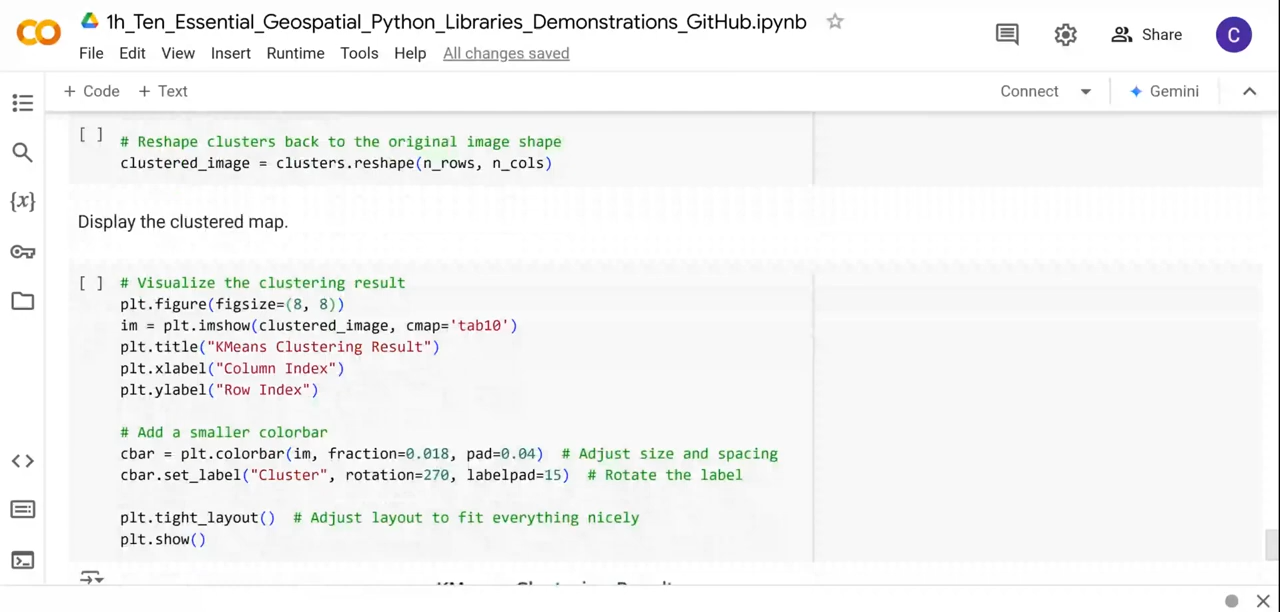 1h_Ten_Essential_Geospatial_Python_Libraries_Demonstrations_GitHub.ipynb
File Edit View Insert Runtime Tools Help All changes saved
Share
C
+ Code + Text
Connect
Gemini
[ ]
# Reshape clusters back to the original image shape
clustered_image = clusters.reshape(n_rows, n_cols)
Display the clustered map.
[ ]
# Visualize the clustering result
plt.figure(figsize=(8, 8))
im = plt.imshow(clustered_image, cmap='tab10')
plt.title("KMeans Clustering Result")
plt.xlabel("Column Index")
plt.ylabel("Row Index")
# Add a smaller colorbar
cbar = plt.colorbar(im, fraction=0.018, pad=0.04)  # Adjust size and spacing
cbar.set_label("Cluster", rotation=270, labelpad=15)  # Rotate the label
plt.tight_layout()  # Adjust layout to fit everything nicely
plt.show()
KMeans Clustering Result